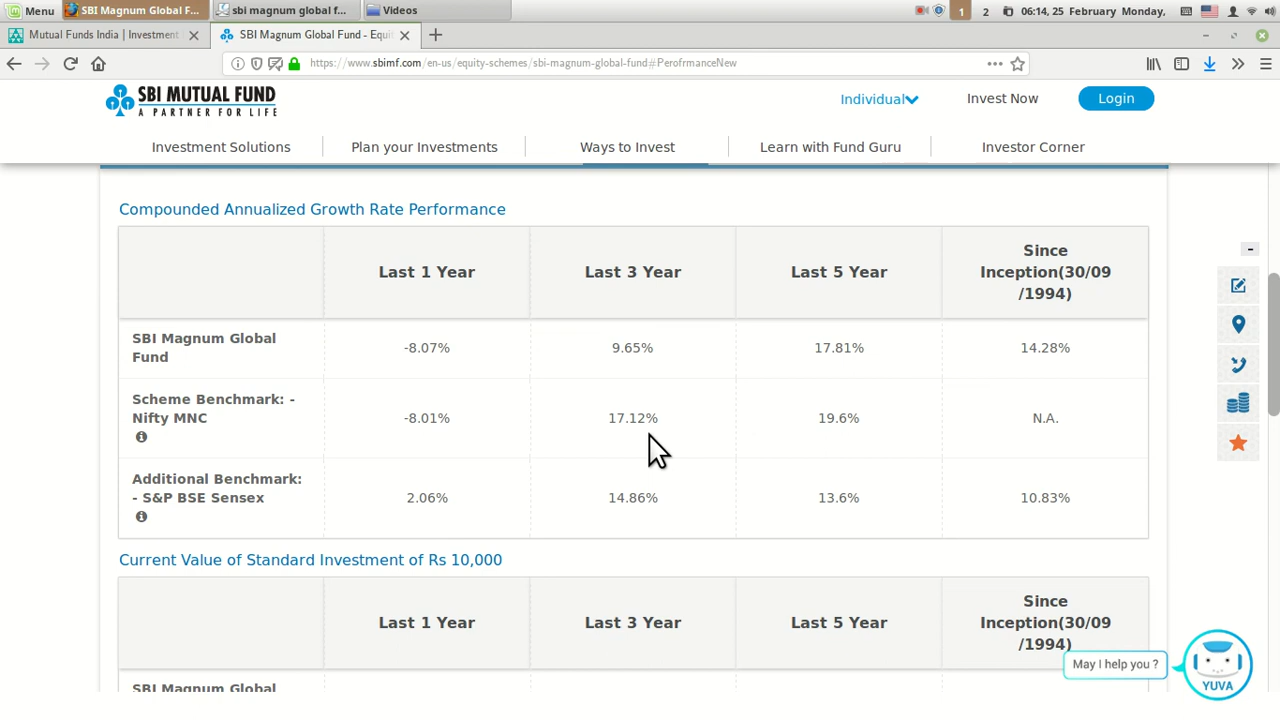 Menu SBI Magnum Global F... sbi magnum global f... Videos 1 2 06:14, 25 February Monday,
Mutual Funds India | Investment SBI Magnum Global Fund - Equi
https://www.sbimf.com/en-us/equity-schemes/sbi-magnum-global-fund#PerofrmanceNew
SBI MUTUAL FUND
A PARTNER FOR LIFE
Individual Invest Now Login
Investment Solutions Plan your Investments Ways to Invest Learn with Fund Guru Investor Corner
Compounded Annualized Growth Rate Performance
Last 1 Year Last 3 Year Last 5 Year Since Inception(30/09/1994)
SBI Magnum Global Fund -8.07% 9.65% 17.81% 14.28%
Scheme Benchmark: - Nifty MNC -8.01% 17.12% 19.6% N.A.
Additional Benchmark: - S&P BSE Sensex 2.06% 14.86% 13.6% 10.83%
Current Value of Standard Investment of Rs 10,000
Last 1 Year Last 3 Year Last 5 Year Since Inception(30/09/1994)
SBI Magnum Global
May I help you ?
YUVA